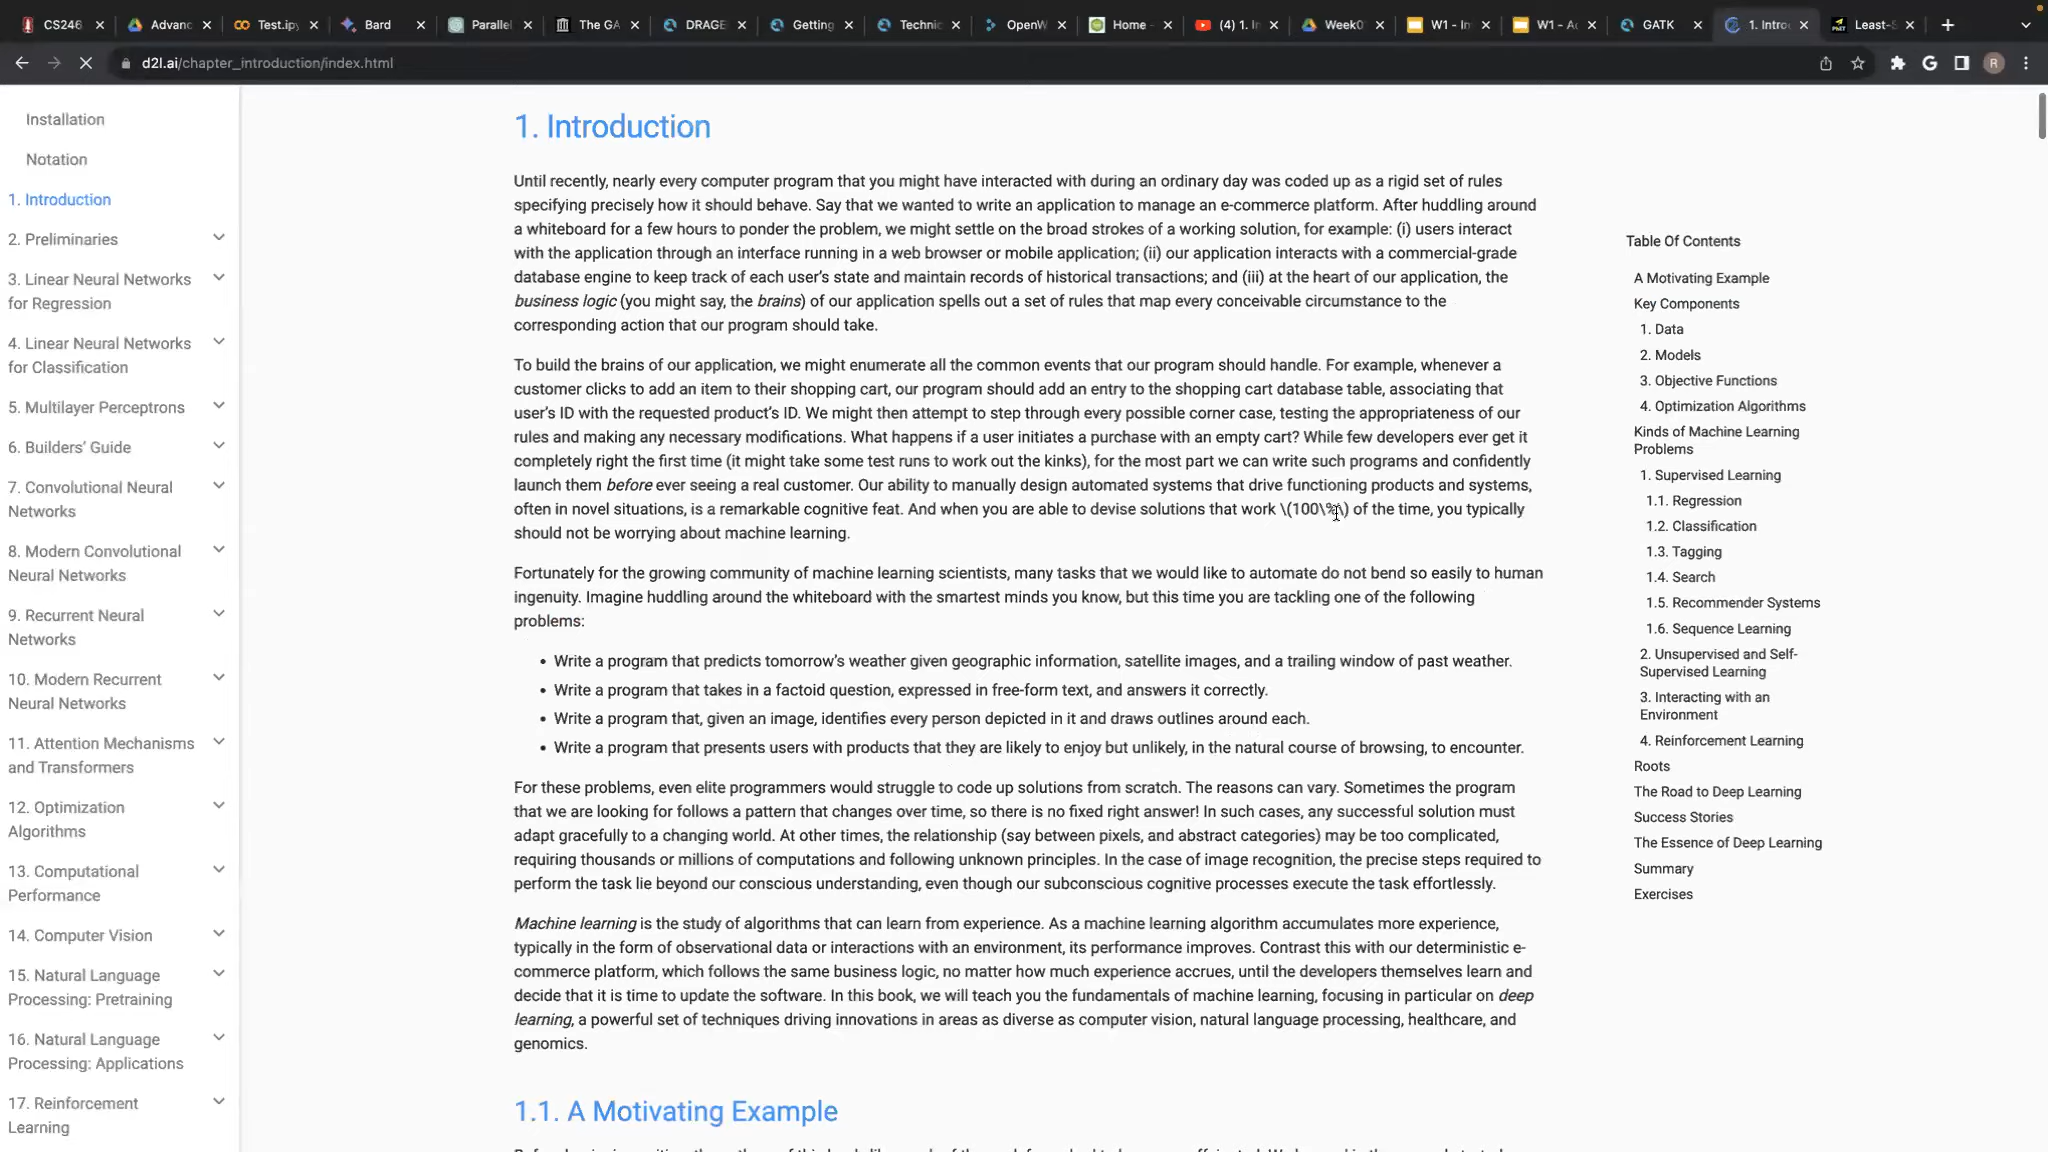 CS246
Advanc
Test.ipy
Bard
Parallel
The GA
DRAGE
Getting
Technic
OpenW
Home -
(4) 1. In
Week0
W1 - In
W1 - Ac
GATK
1. Intro
Least-S
d2l.ai/chapter_introduction/index.html
R
Installation
Notation
1. Introduction
2. Preliminaries
3. Linear Neural Networks
for Regression
4. Linear Neural Networks
for Classification
5. Multilayer Perceptrons
6. Builders’ Guide
7. Convolutional Neural
Networks
8. Modern Convolutional
Neural Networks
9. Recurrent Neural
Networks
10. Modern Recurrent
Neural Networks
11. Attention Mechanisms
and Transformers
12. Optimization
Algorithms
13. Computational
Performance
14. Computer Vision
15. Natural Language
Processing: Pretraining
16. Natural Language
Processing: Applications
17. Reinforcement
Learning
1. Introduction
Until recently, nearly every computer program that you might have interacted with during an ordinary day was coded up as a rigid set of rules
specifying precisely how it should behave. Say that we wanted to write an application to manage an e-commerce platform. After huddling around
a whiteboard for a few hours to ponder the problem, we might settle on the broad strokes of a working solution, for example: (i) users interact
with the application through an interface running in a web browser or mobile application; (ii) our application interacts with a commercial-grade
database engine to keep track of each user’s state and maintain records of historical transactions; and (iii) at the heart of our application, the
business logic (you might say, the brains) of our application spells out a set of rules that map every conceivable circumstance to the
corresponding action that our program should take.
To build the brains of our application, we might enumerate all the common events that our program should handle. For example, whenever a
customer clicks to add an item to their shopping cart, our program should add an entry to the shopping cart database table, associating that
user’s ID with the requested product’s ID. We might then attempt to step through every possible corner case, testing the appropriateness of our
rules and making any necessary modifications. What happens if a user initiates a purchase with an empty cart? While few developers ever get it
completely right the first time (it might take some test runs to work out the kinks), for the most part we can write such programs and confidently
launch them before ever seeing a real customer. Our ability to manually design automated systems that drive functioning products and systems,
often in novel situations, is a remarkable cognitive feat. And when you are able to devise solutions that work \(100\%\) of the time, you typically
should not be worrying about machine learning.
Fortunately for the growing community of machine learning scientists, many tasks that we would like to automate do not bend so easily to human
ingenuity. Imagine huddling around the whiteboard with the smartest minds you know, but this time you are tackling one of the following
problems:
• Write a program that predicts tomorrow’s weather given geographic information, satellite images, and a trailing window of past weather.
• Write a program that takes in a factoid question, expressed in free-form text, and answers it correctly.
• Write a program that, given an image, identifies every person depicted in it and draws outlines around each.
• Write a program that presents users with products that they are likely to enjoy but unlikely, in the natural course of browsing, to encounter.
For these problems, even elite programmers would struggle to code up solutions from scratch. The reasons can vary. Sometimes the program
that we are looking for follows a pattern that changes over time, so there is no fixed right answer! In such cases, any successful solution must
adapt gracefully to a changing world. At other times, the relationship (say between pixels, and abstract categories) may be too complicated,
requiring thousands or millions of computations and following unknown principles. In the case of image recognition, the precise steps required to
perform the task lie beyond our conscious understanding, even though our subconscious cognitive processes execute the task effortlessly.
Machine learning is the study of algorithms that can learn from experience. As a machine learning algorithm accumulates more experience,
typically in the form of observational data or interactions with an environment, its performance improves. Contrast this with our deterministic e-
commerce platform, which follows the same business logic, no matter how much experience accrues, until the developers themselves learn and
decide that it is time to update the software. In this book, we will teach you the fundamentals of machine learning, focusing in particular on deep
learning, a powerful set of techniques driving innovations in areas as diverse as computer vision, natural language processing, healthcare, and
genomics.
1.1. A Motivating Example
Table Of Contents
A Motivating Example
Key Components
1. Data
2. Models
3. Objective Functions
4. Optimization Algorithms
Kinds of Machine Learning
Problems
1. Supervised Learning
1.1. Regression
1.2. Classification
1.3. Tagging
1.4. Search
1.5. Recommender Systems
1.6. Sequence Learning
2. Unsupervised and Self-
Supervised Learning
3. Interacting with an
Environment
4. Reinforcement Learning
Roots
The Road to Deep Learning
Success Stories
The Essence of Deep Learning
Summary
Exercises